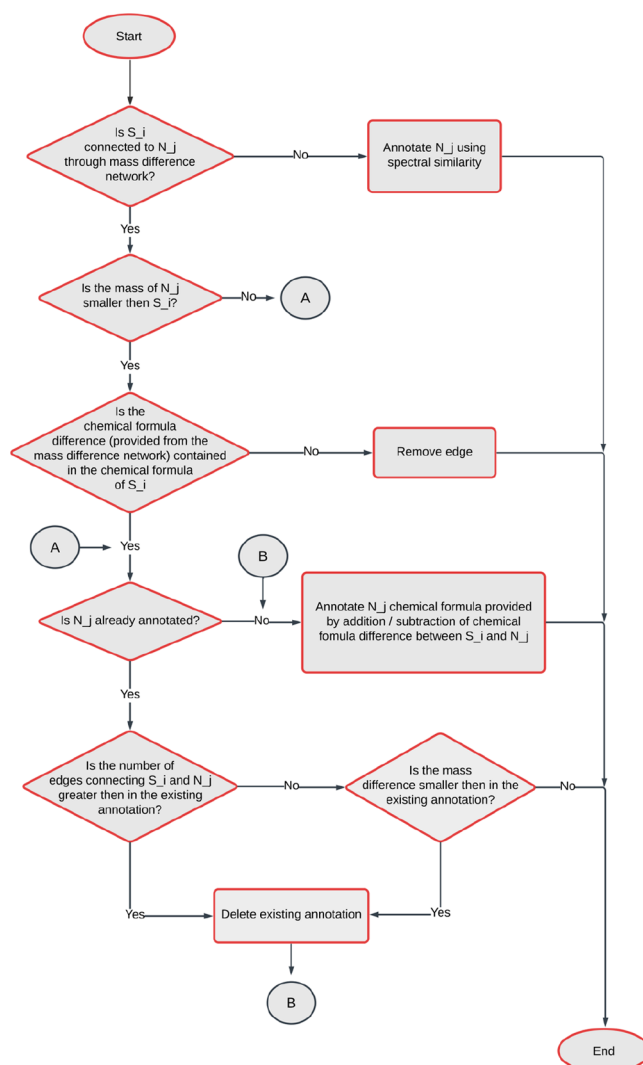 Start
Is S_i
connected to N_j
through mass difference
network?
No
Annotate N_j using
spectral similarity
Yes
Is the mass of N_j
smaller then S_i?
No
A
Yes
Is the
chemical formula
difference (provided from the
mass difference network) contained
in the chemical formula
of S_i
No
Remove edge
A
Yes
B
Is N_j already annotated?
No
Annotate N_j chemical formula provided
by addition / subtraction of chemical
fomula difference between S_i and N_j
Yes
Is the number of
edges connecting S_i and N_j
greater then in the existing
annotation?
No
Is the mass
difference smaller then in the
existing annotation?
No
Yes
Delete existing annotation
Yes
B
End